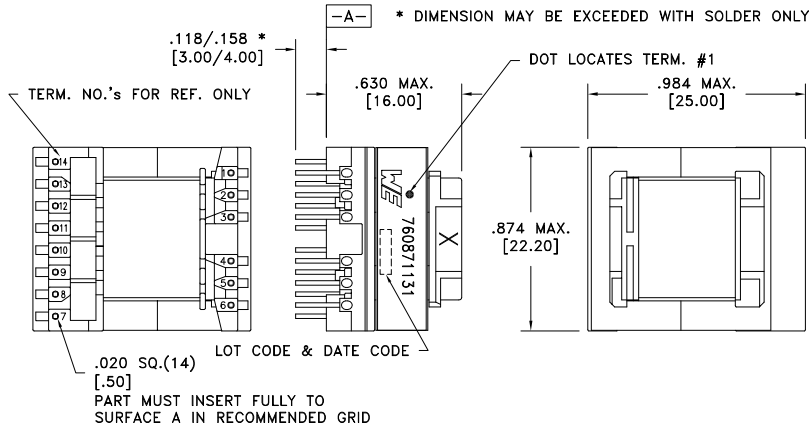 -A-
* DIMENSION MAY BE EXCEEDED WITH SOLDER ONLY
.118/.158 *
[3.00/4.00]
DOT LOCATES TERM. #1
.630 MAX.
[16.00]
.984 MAX.
[25.00]
TERM. NO.'s FOR REF. ONLY
14
13
12
11
10
9
8
7
1
2
3
4
5
6
WE
760871131
X
.874 MAX.
[22.20]
LOT CODE & DATE CODE
.020 SQ.(14)
[.50]
PART MUST INSERT FULLY TO
SURFACE A IN RECOMMENDED GRID